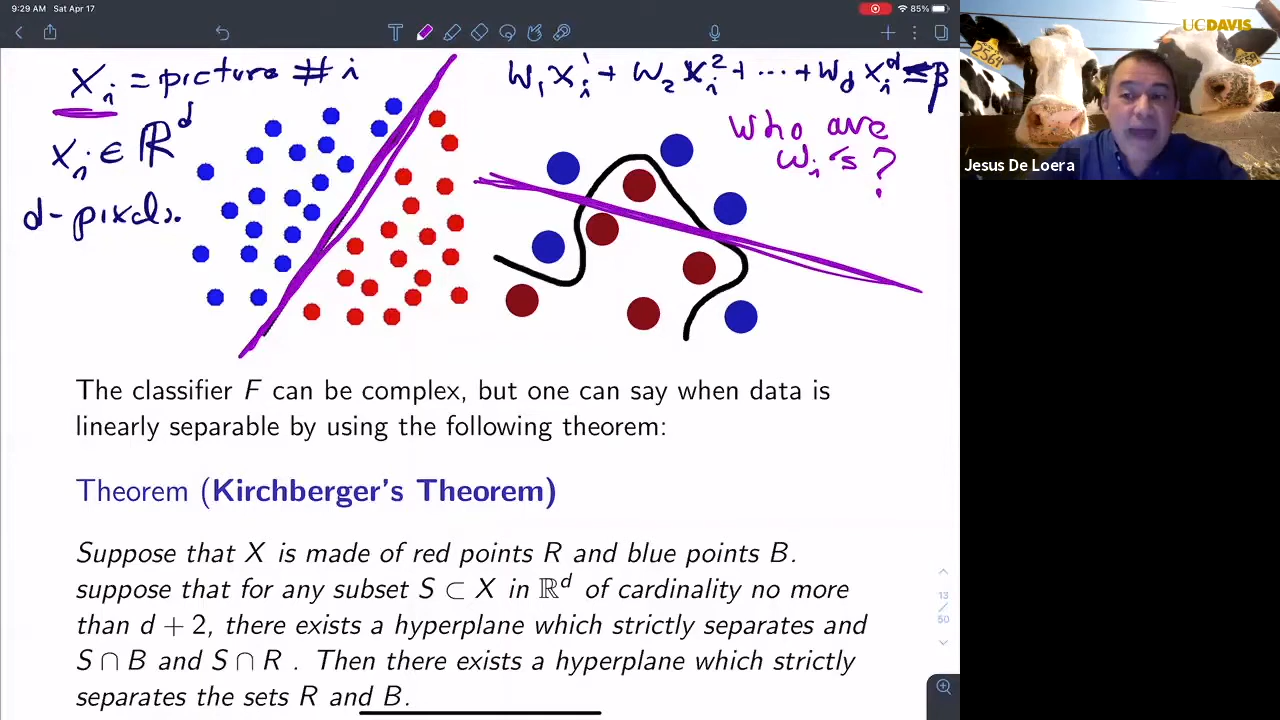 9:29 AM Sat Apr 17
85%
UCDAVIS
2564
Jesus De Loera
X_i = picture # i
x_i ∈ ℝ^d
d-pixels.
W_1 X_i^1 + W_2 X_i^2 + ... + W_d X_i^d ≤ β
Who are
W_i's?
The classifier F can be complex, but one can say when data is
linearly separable by using the following theorem:
Theorem (Kirchberger's Theorem)
Suppose that X is made of red points R and blue points B.
suppose that for any subset S ⊂ X in ℝ^d of cardinality no more
than d + 2, there exists a hyperplane which strictly separates and
S ∩ B and S ∩ R . Then there exists a hyperplane which strictly
separates the sets R and B.
13
/
50